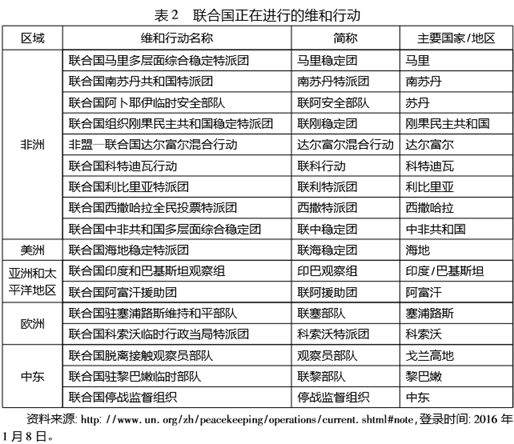 表2 联合国正在进行的维和行动
区域 维和行动名称 简称 主要国家/地区
非洲 联合国马里多层面综合稳定特派团 马里稳定团 马里
联合国南苏丹共和国特派团 南苏丹特派团 南苏丹
联合国阿卜耶伊临时安全部队 联阿安全部队 苏丹
联合国组织刚果民主共和国稳定特派团 联刚稳定团 刚果民主共和国
非盟—联合国达尔富尔混合行动 达尔富尔混合行动 达尔富尔
联合国科特迪瓦行动 联科行动 科特迪瓦
联合国利比里亚特派团 联利特派团 利比里亚
联合国西撒哈拉全民投票特派团 西撒特派团 西撒哈拉
联合国中非共和国多层面综合稳定团 联中稳定团 中非共和国
美洲 联合国海地稳定特派团 联海稳定团 海地
亚洲和太平洋地区 联合国印度和巴基斯坦观察组 印巴观察组 印度/巴基斯坦
联合国阿富汗援助团 联阿援助团 阿富汗
欧洲 联合国驻塞浦路斯维持和平部队 联塞部队 塞浦路斯
联合国科索沃临时行政当局特派团 科索沃特派团 科索沃
中东 联合国脱离接触观察员部队 观察员部队 戈兰高地
联合国驻黎巴嫩临时部队 联黎部队 黎巴嫩
联合国停战监督组织 停战监督组织 中东
资料来源: http: //www.un.org/zh/peacekeeping/operations/current.shtml#note,登录时间: 2016 年
1 月 8 日。